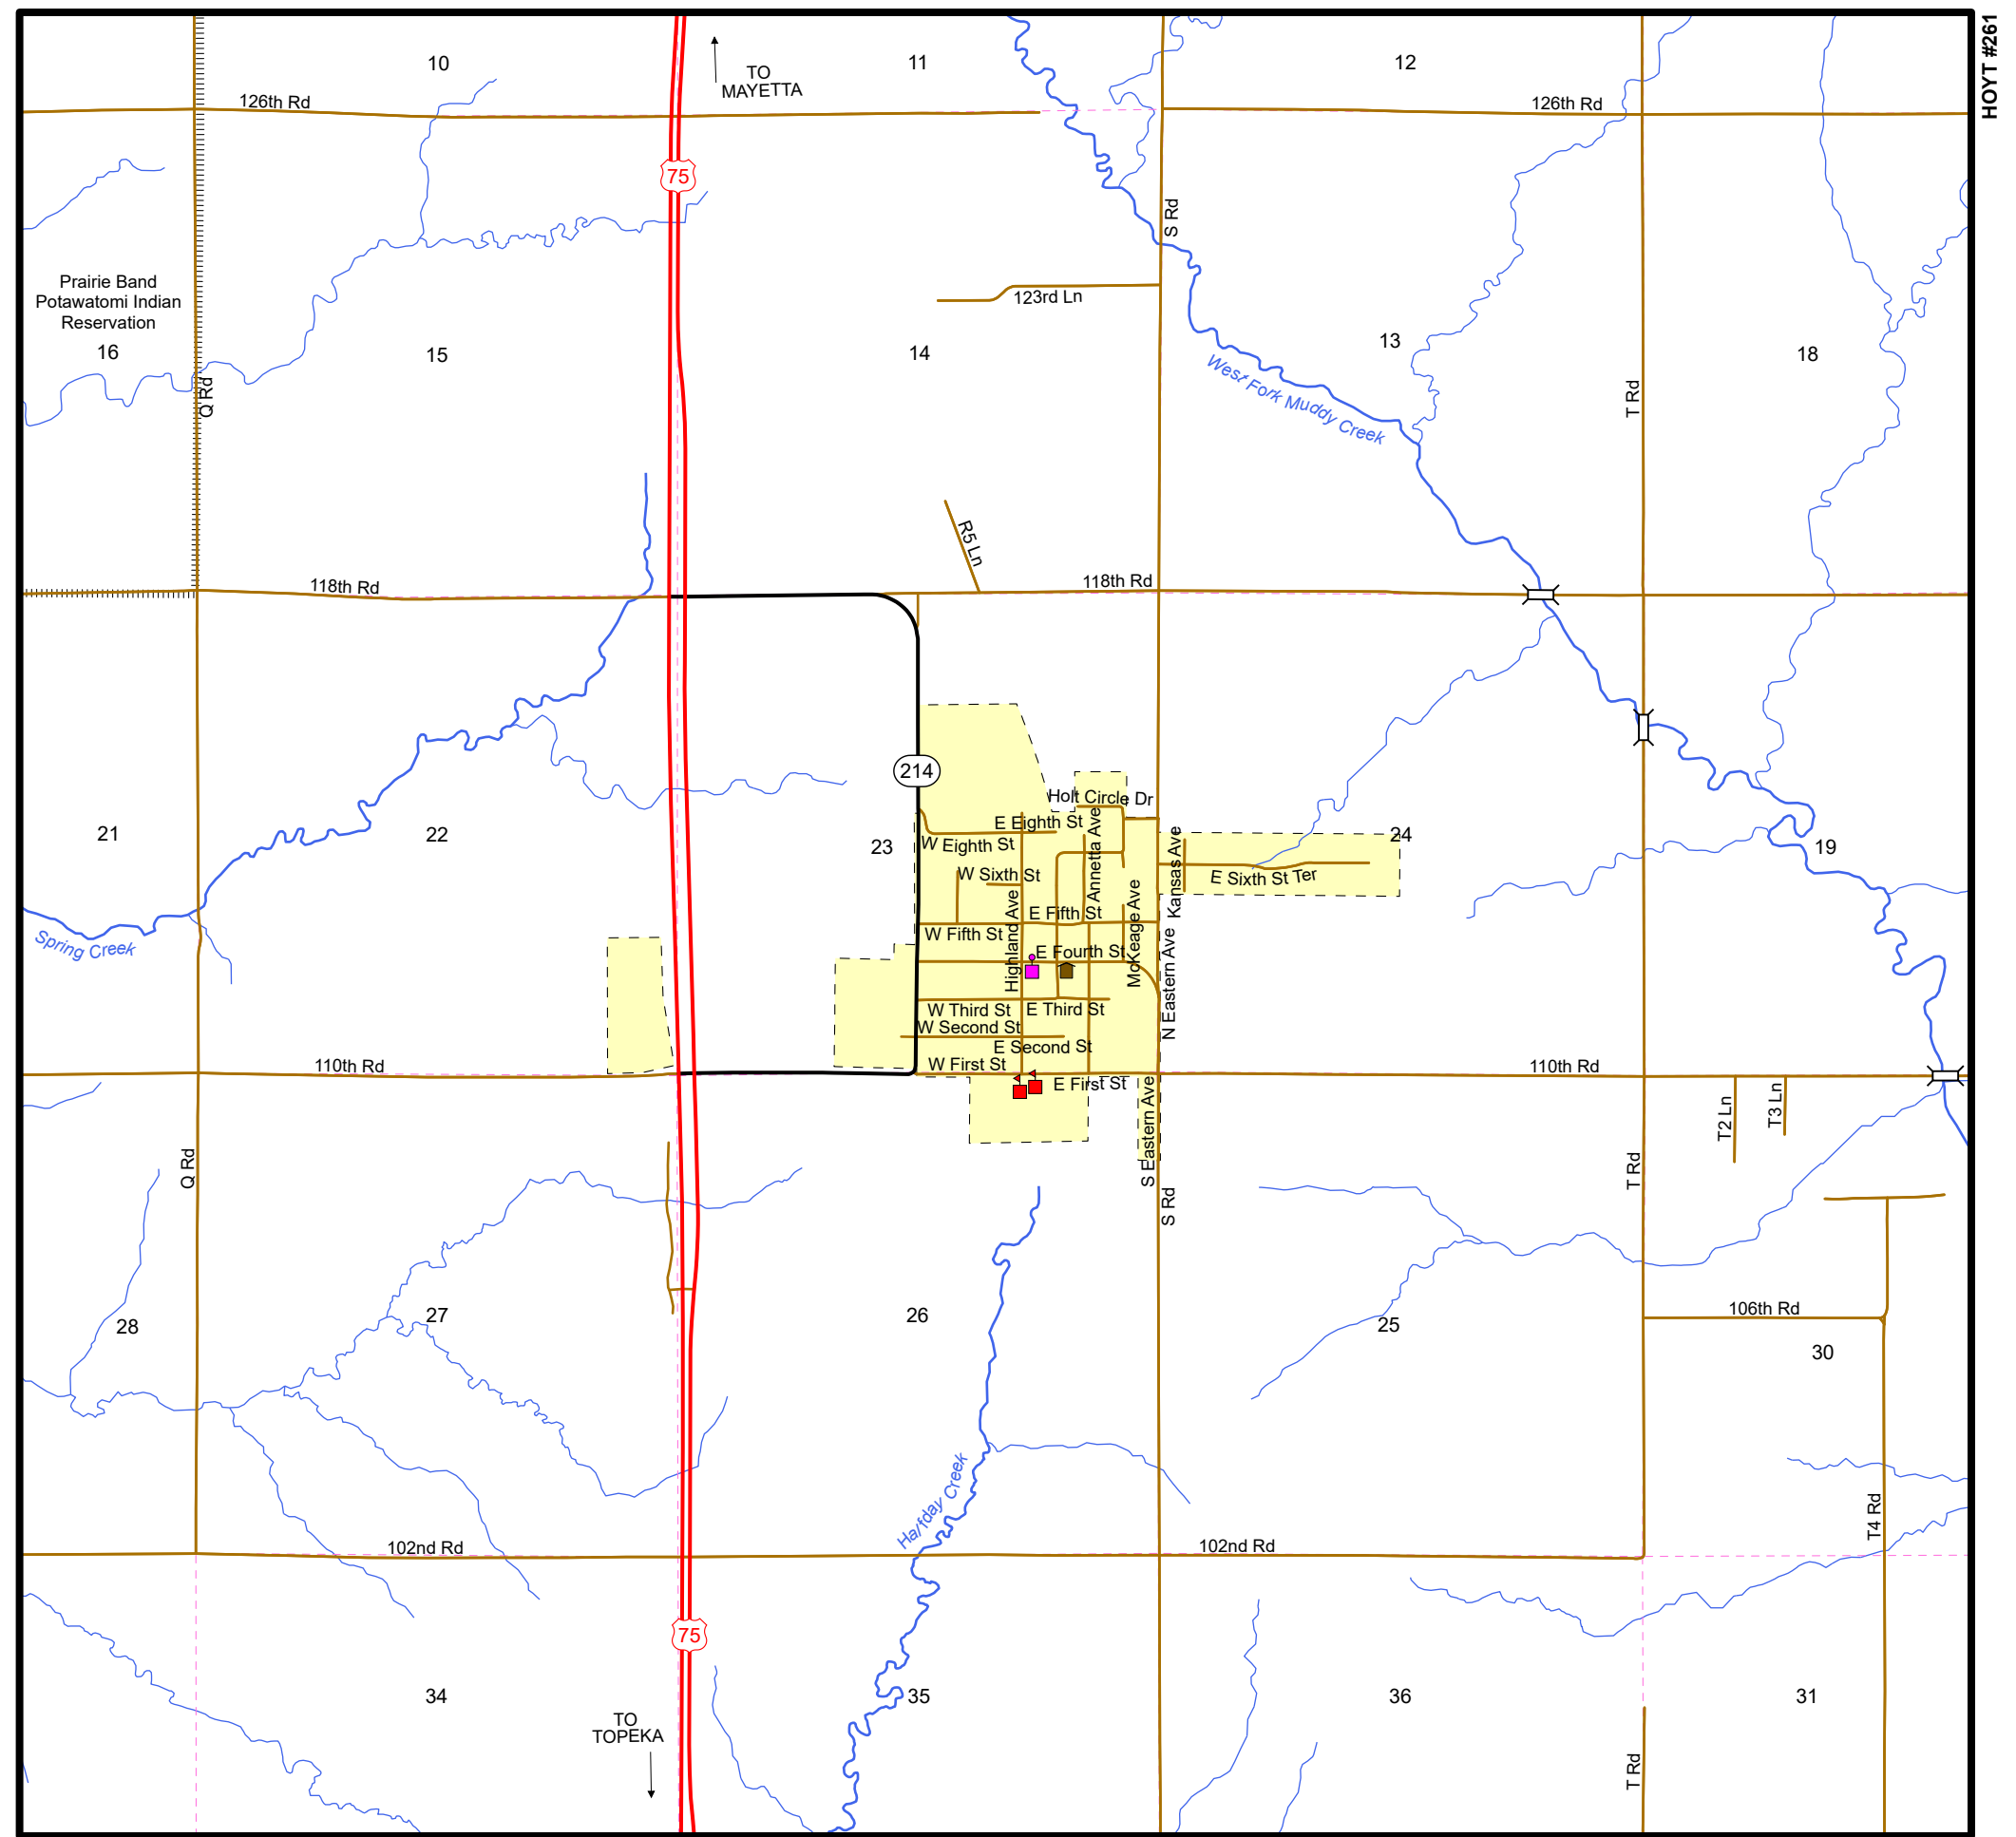 HOYT #261
10
11
12
TO
MAYETTA
126th Rd
126th Rd
75
S Rd
Prairie Band
Potawatomi Indian
Reservation
123rd Ln
16
15
14
13
18
Q Rd
West Fork Muddy Creek
T Rd
R5 Ln
118th Rd
118th Rd
214
Holt Circle Dr
E Eighth St
21
22
23
W Eighth St
Annetta Ave
Kansas Ave
24
19
W Sixth St
E Sixth St Ter
Highland Ave
E Fifth St
McKeage Ave
W Fifth St
Spring Creek
E Fourth St
N Eastern Ave
W Third St
E Third St
W Second St
E Second St
110th Rd
W First St
110th Rd
E First St
S Eastern Ave
T2 Ln
T3 Ln
Q Rd
T Rd
S Rd
106th Rd
28
27
26
25
30
Halfday Creek
T4 Rd
102nd Rd
102nd Rd
75
34
35
36
31
TO
TOPEKA
T Rd